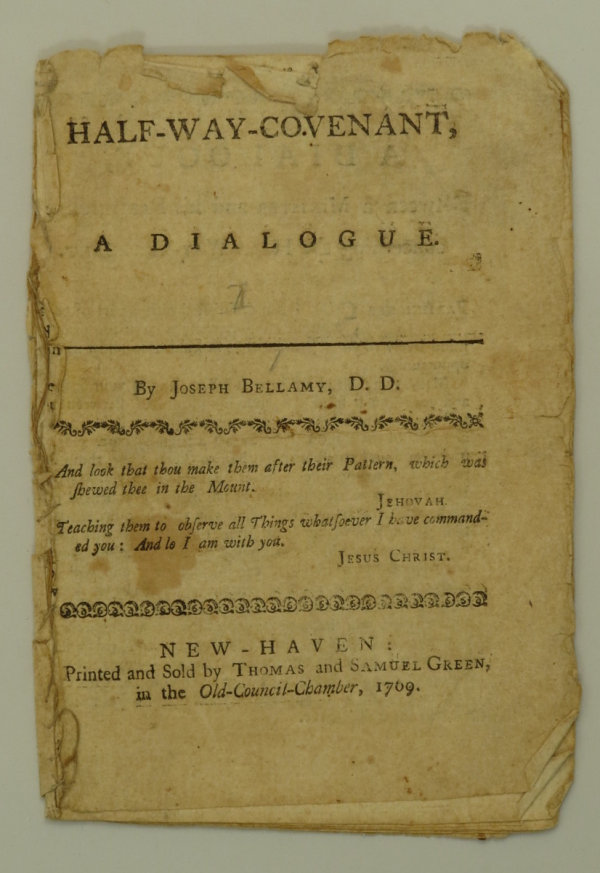 HALF-WAY-COVENANT,
A DIALOGUE.
By JOSEPH BELLAMY, D. D.
And look that thou make them after their Pattern, which was
ſhewed thee in the Mount.
JEHOVAH.
Teaching them to obſerve all Things whatſoever I have command-
ed you: And lo I am with you.
JESUS CHRIST.
NEW-HAVEN:
Printed and Sold by THOMAS and SAMUEL GREEN,
in the Old-Council-Chamber, 1769.